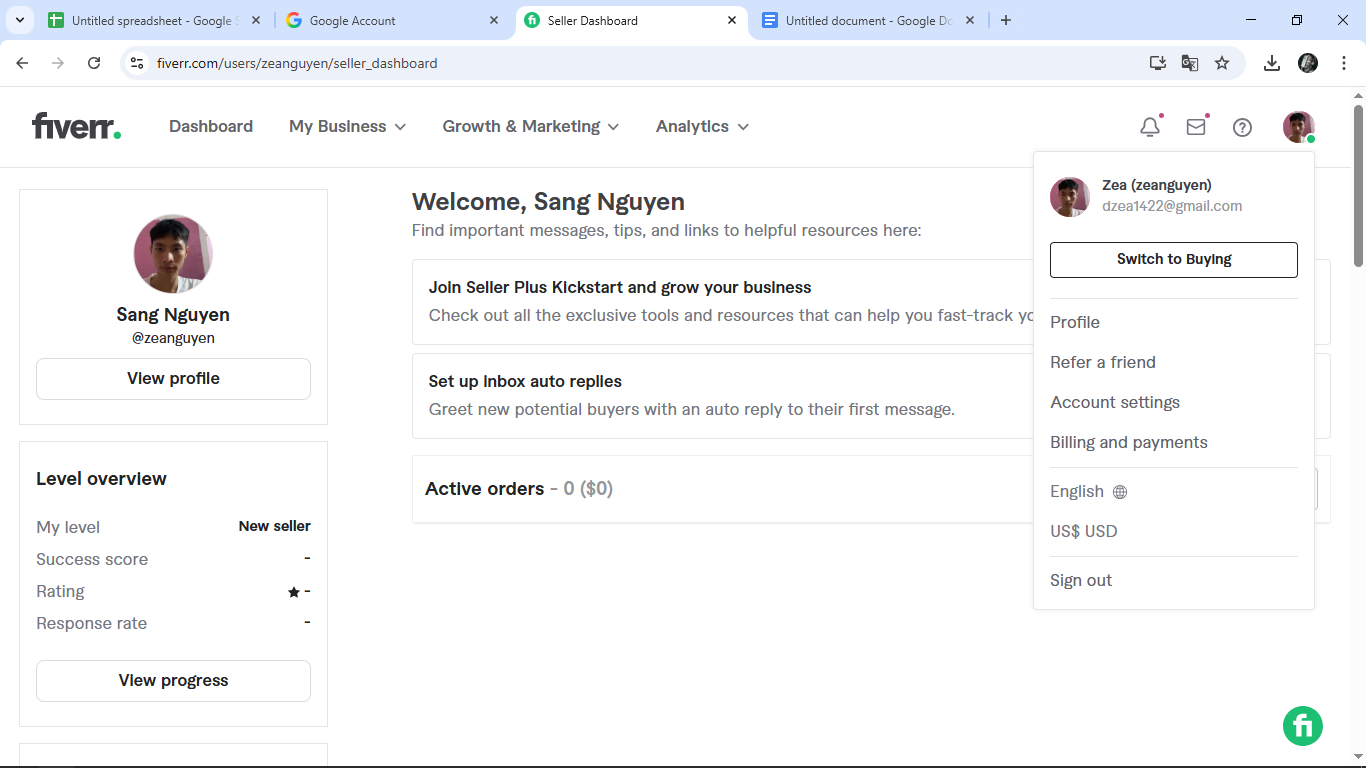 Untitled spreadsheet - Google S
Google Account
Seller Dashboard
Untitled document - Google Do
fiverr.com/users/zeanguyen/seller_dashboard
fiverr.
Dashboard
My Business
Growth & Marketing
Analytics
Zea (zeanguyen)
dzea1422@gmail.com
Switch to Buying
Profile
Refer a friend
Account settings
Billing and payments
English
US$ USD
Sign out
Sang Nguyen
@zeanguyen
View profile
Level overview
My level New seller
Success score -
Rating ★ -
Response rate -
View progress
Welcome, Sang Nguyen
Find important messages, tips, and links to helpful resources here:
Join Seller Plus Kickstart and grow your business
Check out all the exclusive tools and resources that can help you fast-track yo
Set up Inbox auto replies
Greet new potential buyers with an auto reply to their first message.
Active orders - 0 ($0)
fi